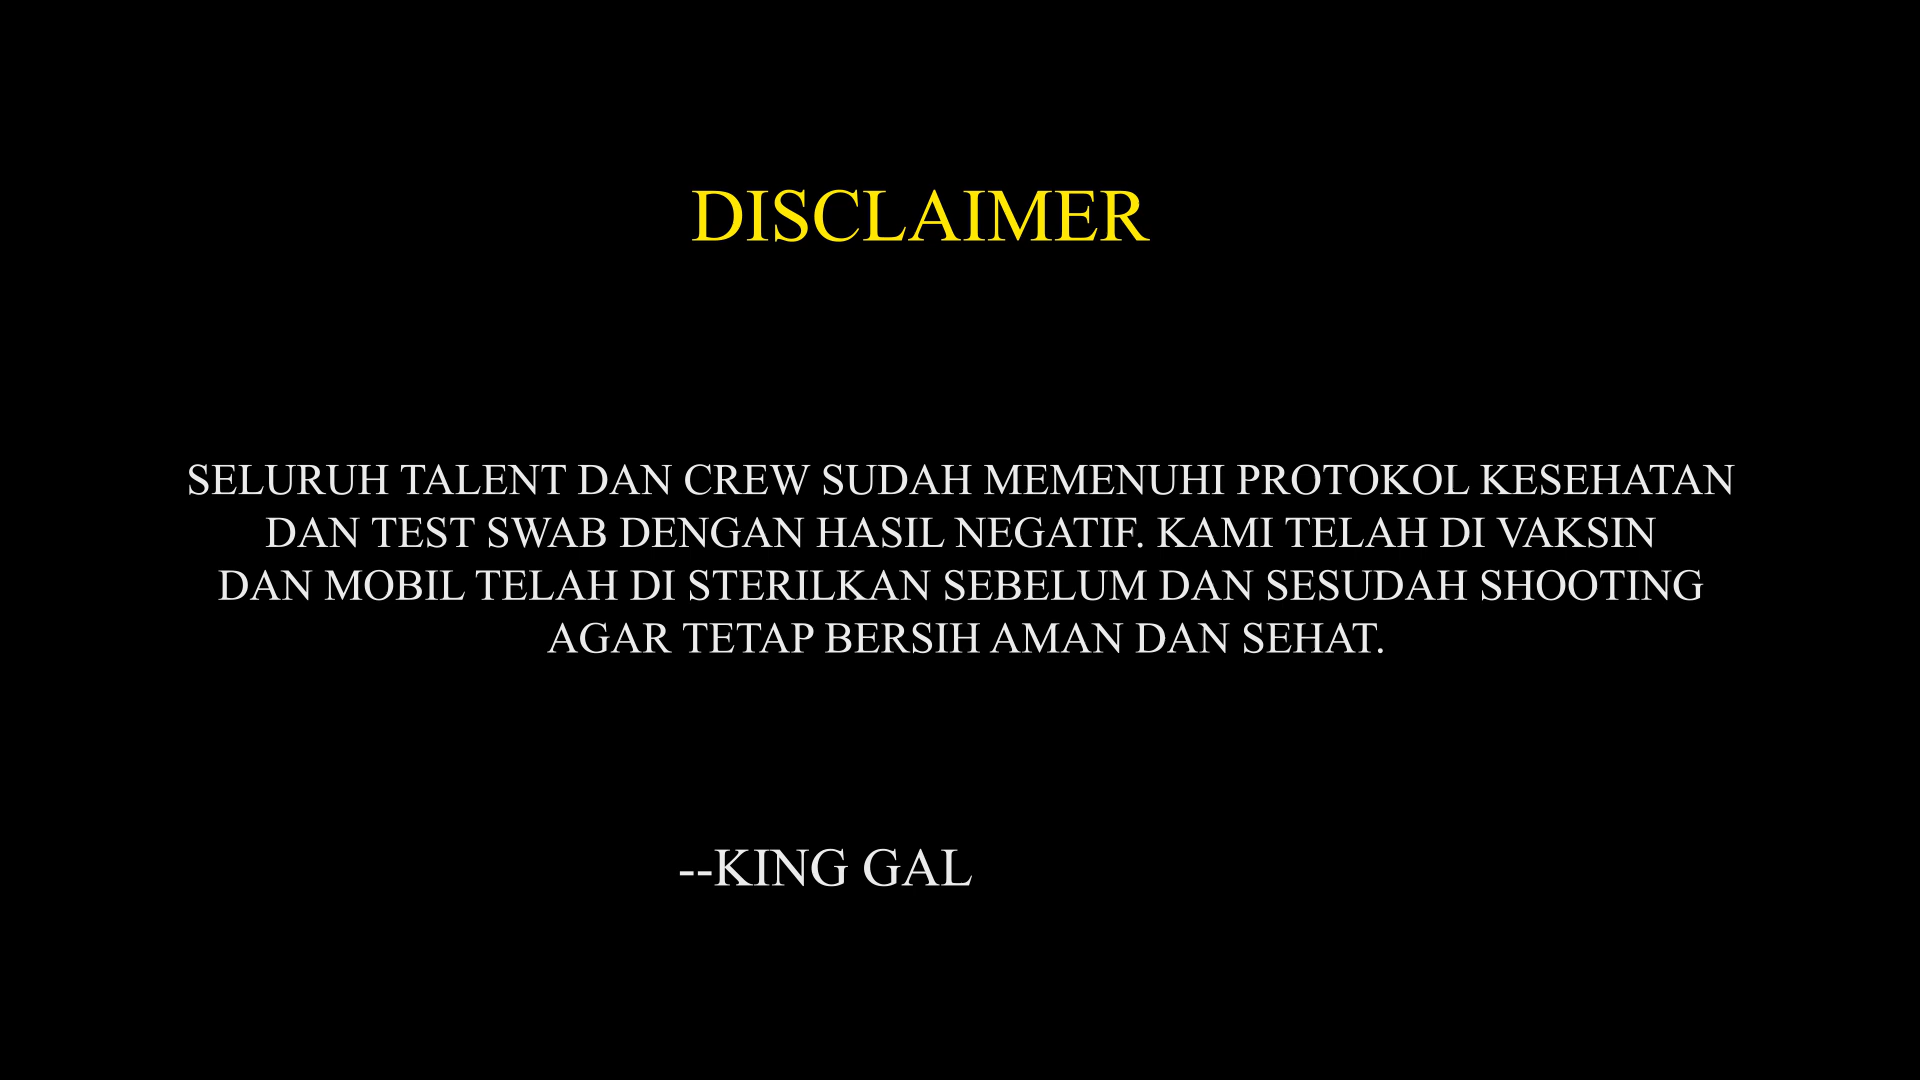 DISCLAIMER
SELURUH TALENT DAN CREW SUDAH MEMENUHI PROTOKOL KESEHATAN
DAN TEST SWAB DENGAN HASIL NEGATIF. KAMI TELAH DI VAKSIN
DAN MOBIL TELAH DI STERILKAN SEBELUM DAN SESUDAH SHOOTING
AGAR TETAP BERSIH AMAN DAN SEHAT.
--KING GAL